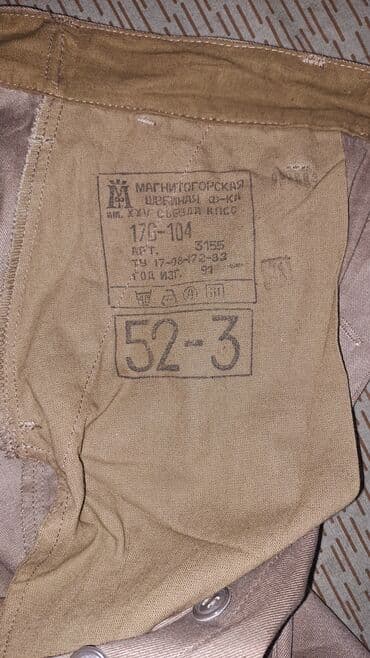 МАГНИТОГОРСКАЯ
ШВЕЙНАЯ Ф-КА
ИМ. XXV СЪЕЗДА КПСС
176-104
АРТ. 3155
ТУ 17-08-172-83
ГОД ИЗГ. 91
52-3